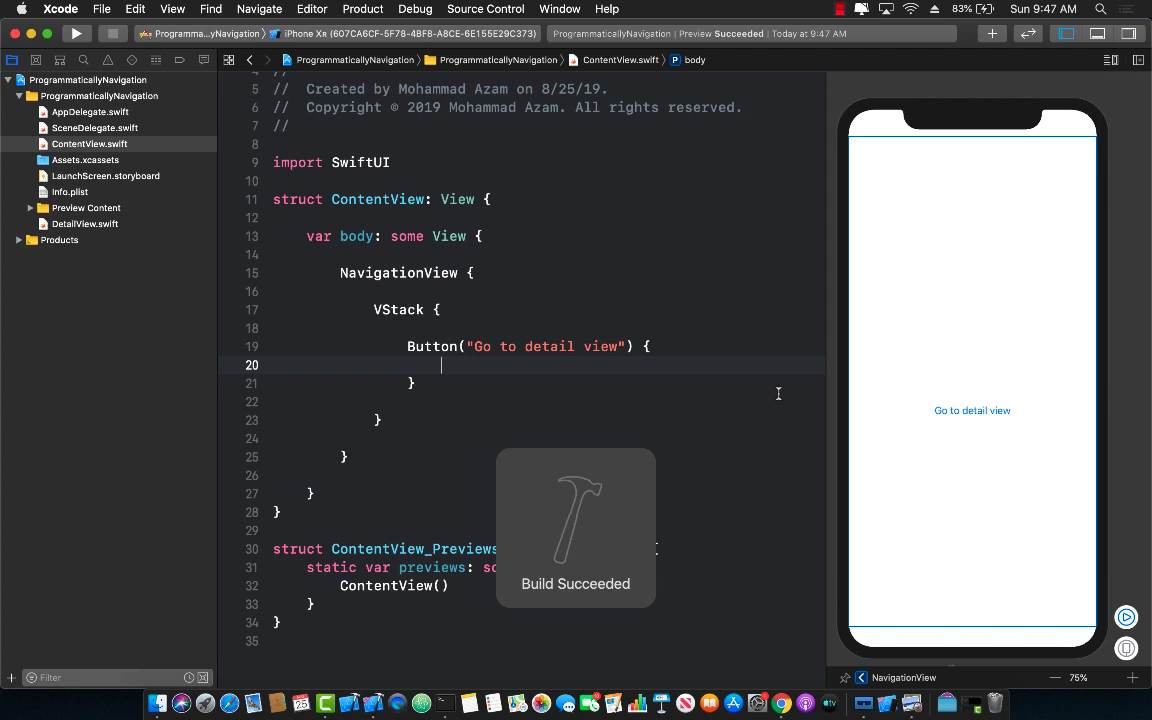 Xcode File Edit View Find Navigate Editor Product Debug Source Control Window Help 83% Sun 9:47 AM
Programma...yNavigation iPhone XR (607CA6CF-5F78-4BF8-A8CE-6E155E29C373) ProgrammaticallyNavigation | Preview Succeeded | Today at 9:47 AM
ProgrammaticallyNavigation ProgrammaticallyNavigation ContentView.swift P body
ProgrammaticallyNavigation
ProgrammaticallyNavigation
AppDelegate.swift
SceneDelegate.swift
ContentView.swift
Assets.xcassets
LaunchScreen.storyboard
Info.plist
Preview Content
DetailView.swift
Products
Filter
4 //
5 // Created by Mohammad Azam on 8/25/19.
6 // Copyright © 2019 Mohammad Azam. All rights reserved.
7 //
8
9 import SwiftUI
10
11 struct ContentView: View {
12
13 var body: some View {
14
15 NavigationView {
16
17 VStack {
18
19 Button("Go to detail view") {
20
21 }
22
23 }
24
25 }
26
27 }
28 }
29
30 struct ContentView_Previews
31 static var previews: so
32 ContentView()
33 }
34 }
35
Build Succeeded
Go to detail view
NavigationView 75%